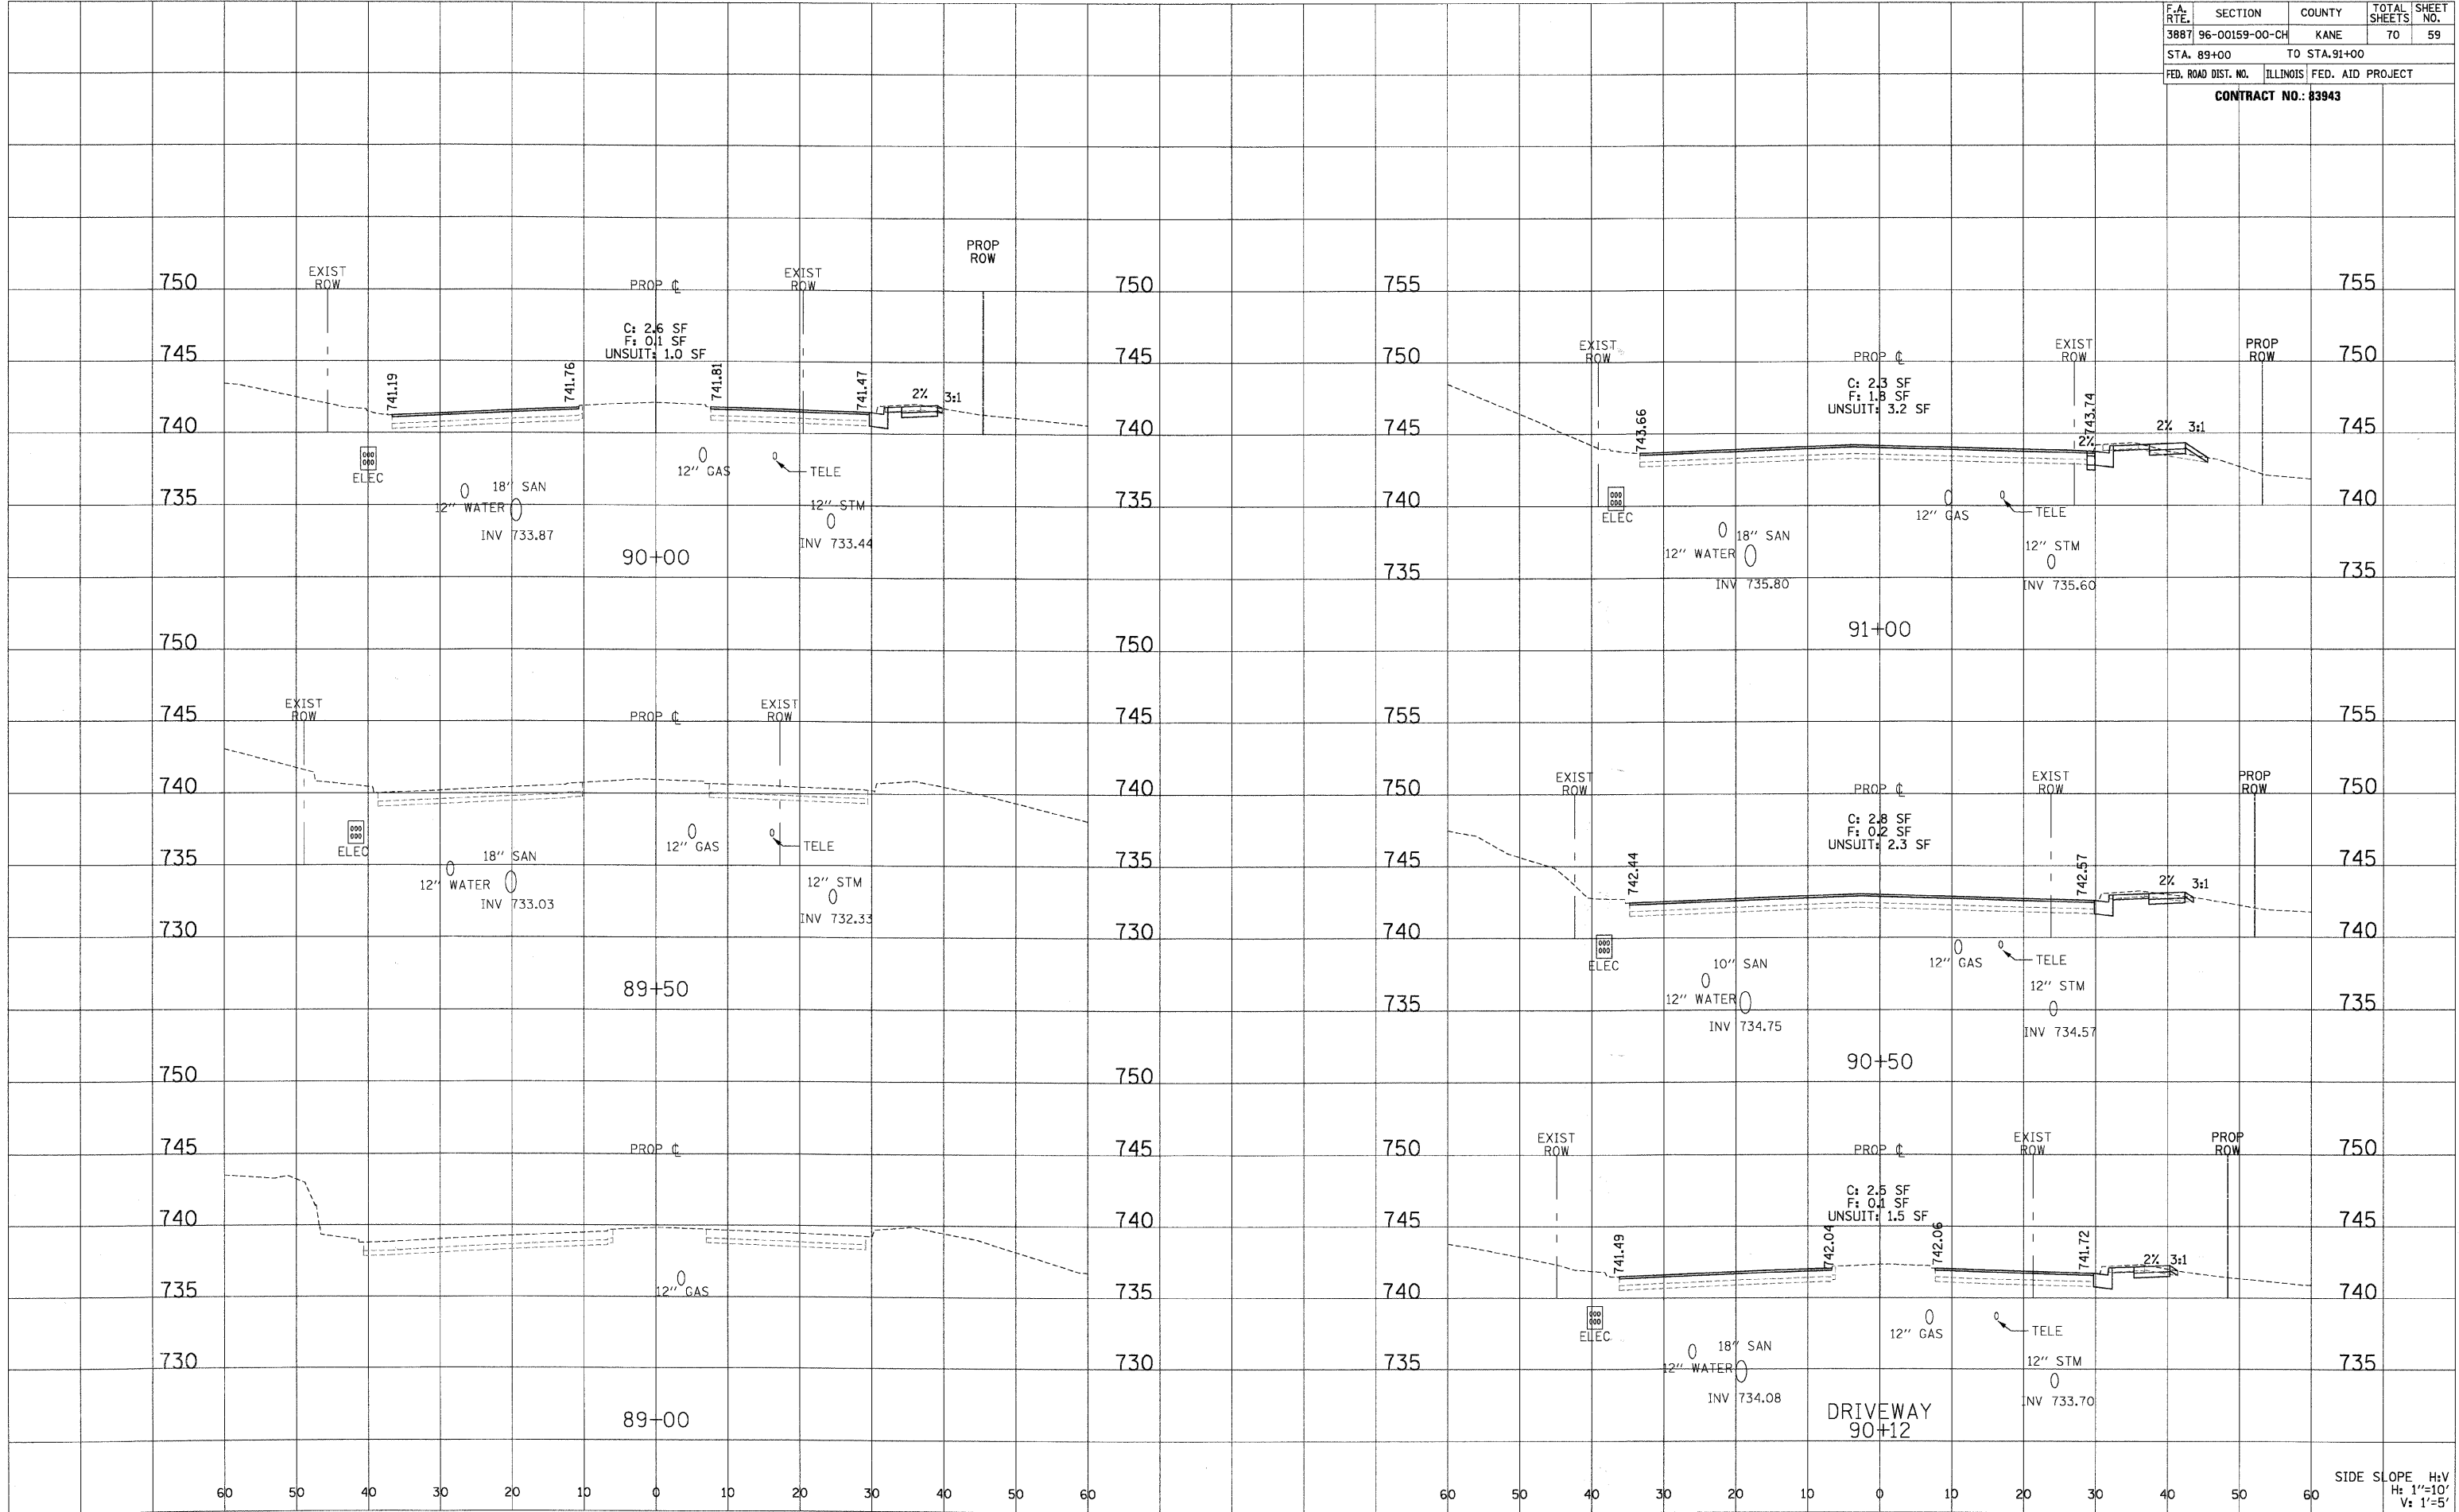 F.A. RTE. SECTION COUNTY TOTAL SHEETS SHEET NO.
3887 96-00159-00-CH KANE 70 59
STA. 89+00 TO STA.91+00
FED. ROAD DIST. NO. ILLINOIS FED. AID PROJECT
CONTRACT NO.: 83943
PROP
ROW
EXIST
ROW
PROP ℄
EXIST
ROW
750
750
C: 2.6 SF
F: 0.1 SF
UNSUIT: 1.0 SF
745
745
741.19
741.76
741.81
741.47
2%
3:1
740
740
ELEC
12" GAS
TELE
18" SAN
12" WATER
12" STM
735
735
INV 733.87
INV 733.44
90+00
750
750
EXIST
ROW
PROP ℄
EXIST
ROW
745
745
740
740
ELEC
12" GAS
TELE
18" SAN
12" WATER
12" STM
735
735
INV 733.03
INV 732.33
730
730
89+50
750
750
745
PROP ℄
745
740
740
12" GAS
735
735
730
730
89+00
60 50 40 30 20 10 0 10 20 30 40 50 60
755
755
EXIST
ROW
PROP ℄
EXIST
ROW
PROP
ROW
750
750
C: 2.3 SF
F: 1.8 SF
UNSUIT: 3.2 SF
743.66
743.74
2%
2%
3:1
745
745
740
740
ELEC
12" GAS
TELE
18" SAN
12" WATER
12" STM
735
735
INV 735.80
INV 735.60
91+00
755
755
EXIST
ROW
PROP ℄
EXIST
ROW
PROP
ROW
750
750
C: 2.8 SF
F: 0.2 SF
UNSUIT: 2.3 SF
742.44
742.57
2%
3:1
745
745
740
740
ELEC
12" GAS
TELE
10" SAN
12" WATER
12" STM
735
735
INV 734.75
INV 734.57
90+50
EXIST
ROW
PROP ℄
EXIST
ROW
PROP
ROW
750
750
C: 2.5 SF
F: 0.1 SF
UNSUIT: 1.5 SF
741.49
742.04
742.06
741.72
2%
3:1
745
745
740
740
ELEC
12" GAS
TELE
18" SAN
12" WATER
12" STM
735
735
INV 734.08
INV 733.70
DRIVEWAY
90+12
60 50 40 30 20 10 0 10 20 30 40 50 60
SIDE SLOPE H:V
H: 1"=10'
V: 1'=5'